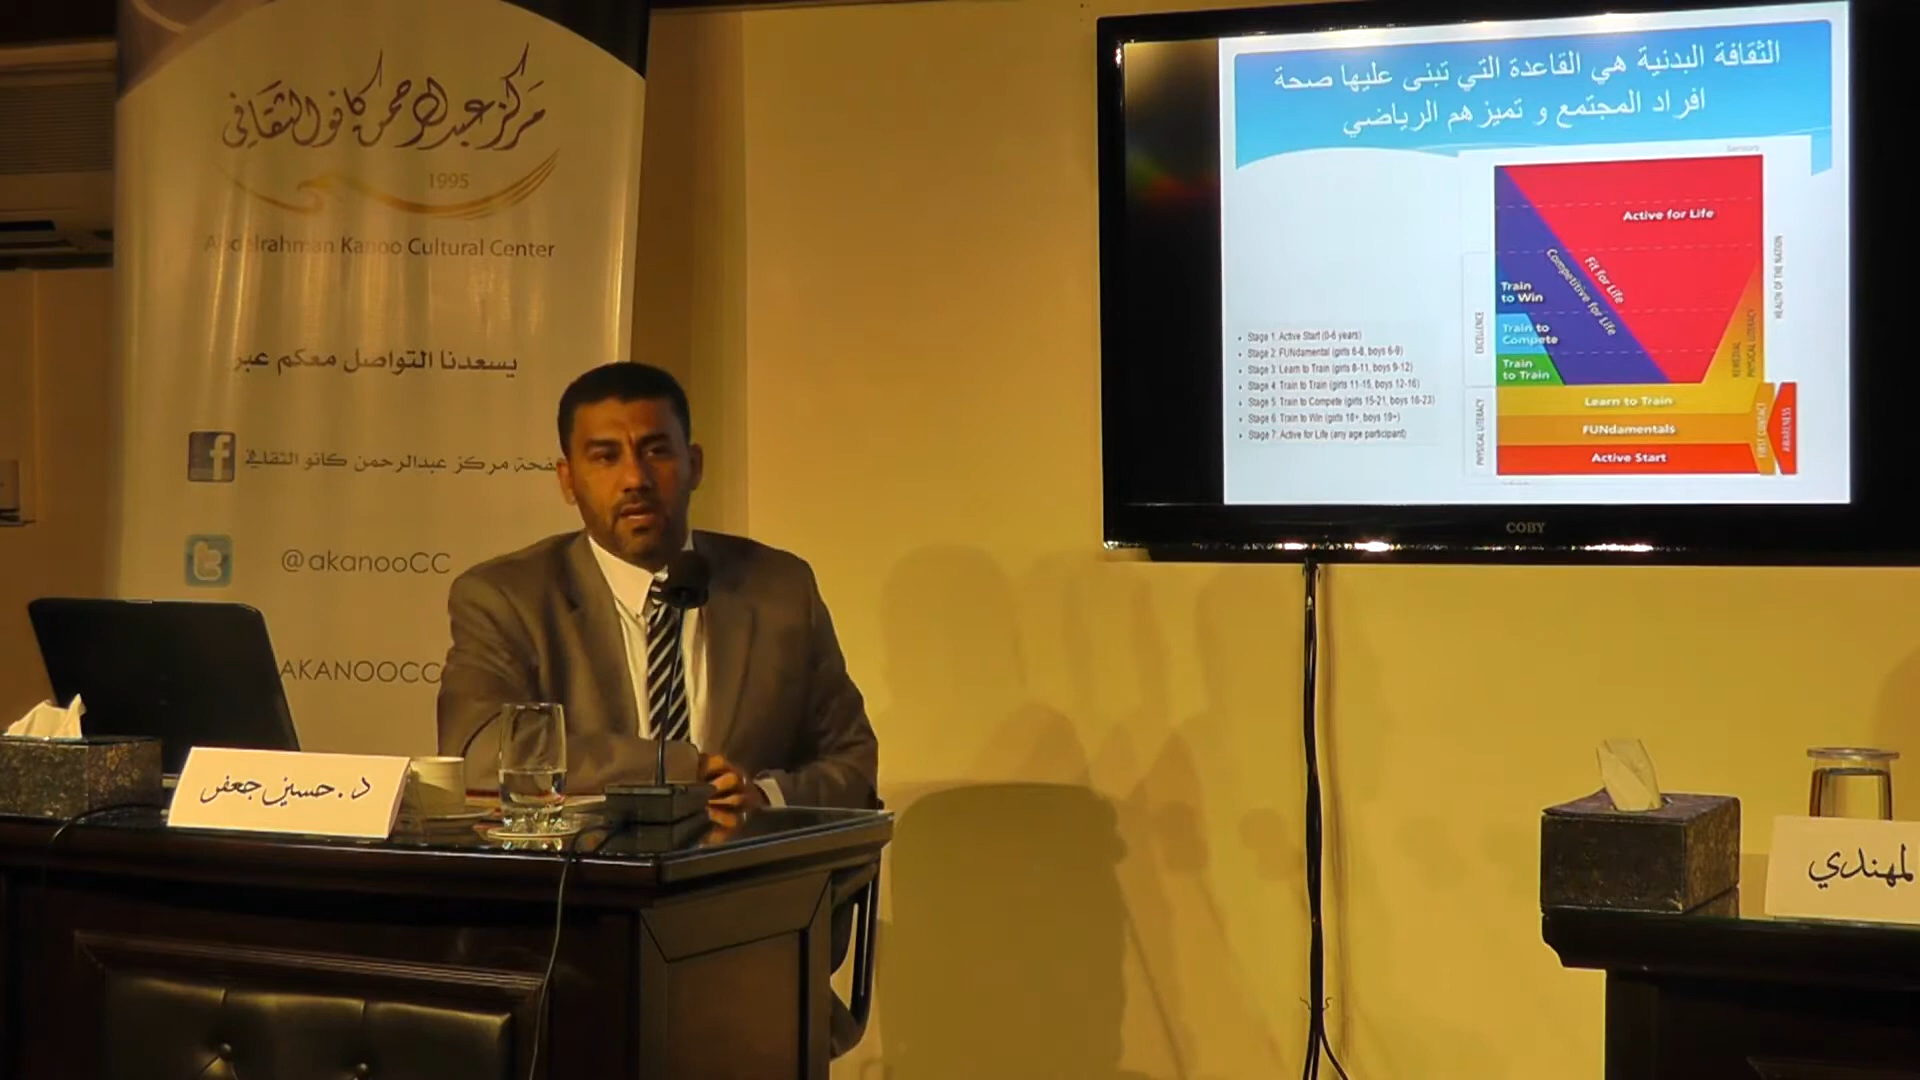 مركز عبدالرحمن كانو الثقافي
1995
Abdelrahman Kanoo Cultural Center
يسعدنا التواصل معكم عبر
صفحة مركز عبدالرحمن كانو الثقافي
@akanooCC
AKANOOCC
د. حسين جعفر
الثقافة البدنية هي القاعدة التي تبنى عليها صحة
افراد المجتمع و تميزهم الرياضي
Stage 1: Active Start (0-6 years)
Stage 2: FUNdamental (girls 6-8, boys 6-9)
Stage 3: Learn to Train (girls 8-11, boys 9-12)
Stage 4: Train to Train (girls 11-15, boys 12-16)
Stage 5: Train to Compete (girls 15-21, boys 16-23)
Stage 6: Train to Win (girls 18+, boys 19+)
Stage 7: Active for Life (any age participant)
Active for Life
Fit for Life
Competitive for Life
Train
to Win
Train to
Compete
Train
to Train
Learn to Train
FUNdamentals
Active Start
EXCELLENCE
PHYSICAL LITERACY
REMEDIAL
PHYSICAL LITERACY
FIRST CONTACT
AWARENESS
HEALTH OF THE NATION
COBY
المهندي